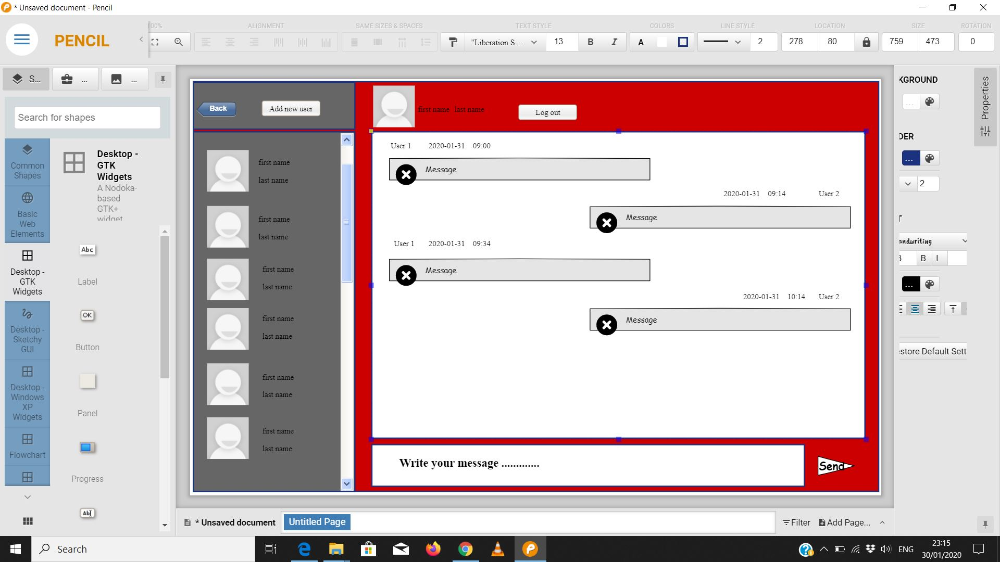 * Unsaved document - Pencil
PENCIL
100%
ALIGNMENT
SAME SIZES & SPACES
TEXT STYLE
COLORS
LINE STYLE
LOCATION
SIZE
ROTATION
"Liberation S...
13
B
I
A
2
278
80
759
473
0
S...
...
...
Search for shapes
Common
Shapes
Basic
Web
Elements
Desktop -
GTK
Widgets
Desktop -
Sketchy
GUI
Desktop -
Windows
XP
Widgets
Flowchart
Desktop -
GTK
Widgets
A Nodoka-
based
GTK+
widget
Abc
Label
OK
Button
Panel
Progress
Ab
Back
Add new user
first name last name
Log out
first name
last name
first name
last name
first name
last name
first name
last name
first name
last name
first name
last name
User 1 2020-01-31 09:00
Message
2020-01-31 09:14 User 2
Message
User 1 2020-01-31 09:34
Message
2020-01-31 10:14 User 2
Message
Write your message .............
Send
KGROUND
...
DER
...
2
T
andwriting
B I
...
estore Default Sett
Properties
* Unsaved document
Untitled Page
Filter
Add Page...
Search
ENG
23:15
30/01/2020